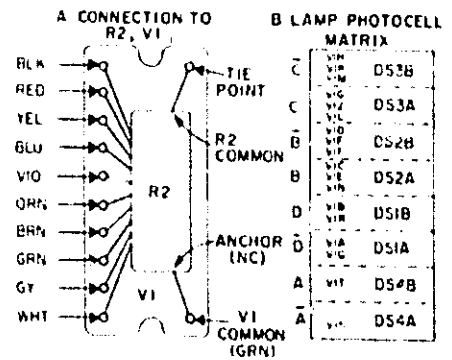 A CONNECTION TO
R2, V1
BLK
RED
YEL
BLU
VIO
ORN
BRN
GRN
GY
WHT
TIE
POINT
R2
COMMON
R2
ANCHOR
(NC)
V1
V1
COMMON
(GRN)
B LAMP PHOTOCELL
MATRIX
C̅ DS3B
C DS3A
B̅ DS2B
B DS2A
D DS1B
D̅ DS1A
A DS4B
A̅ DS4A